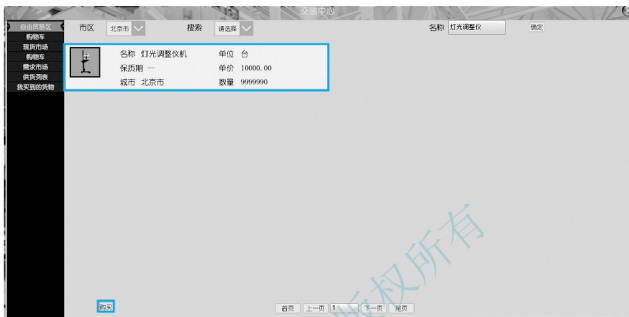 交易中心
自由贸易区
购物车
现货市场
购物车
需求市场
供货列表
我买到的货物
市区 北京市 搜索 请选择 名称 灯光调整仪 确定
名称 灯光调整仪机 单位 台
保质期 — 单价 10000.00
城市 北京市 数量 9999990
购买
首页 上一页 1 下一页 尾页
版权所有